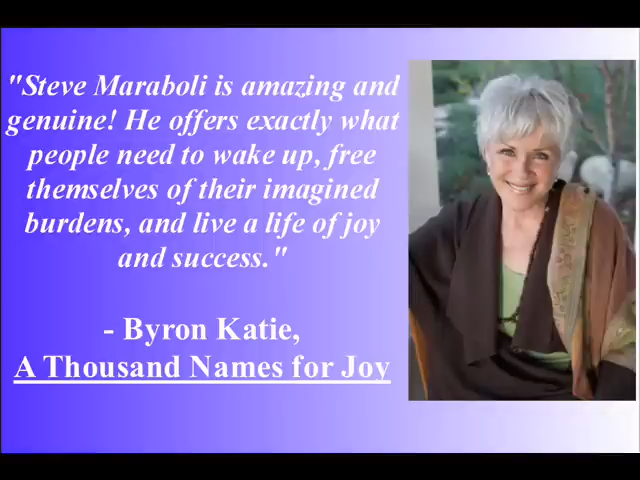 "Steve Maraboli is amazing and
genuine! He offers exactly what
people need to wake up, free
themselves of their imagined
burdens, and live a life of joy
and success."
- Byron Katie,
A Thousand Names for Joy